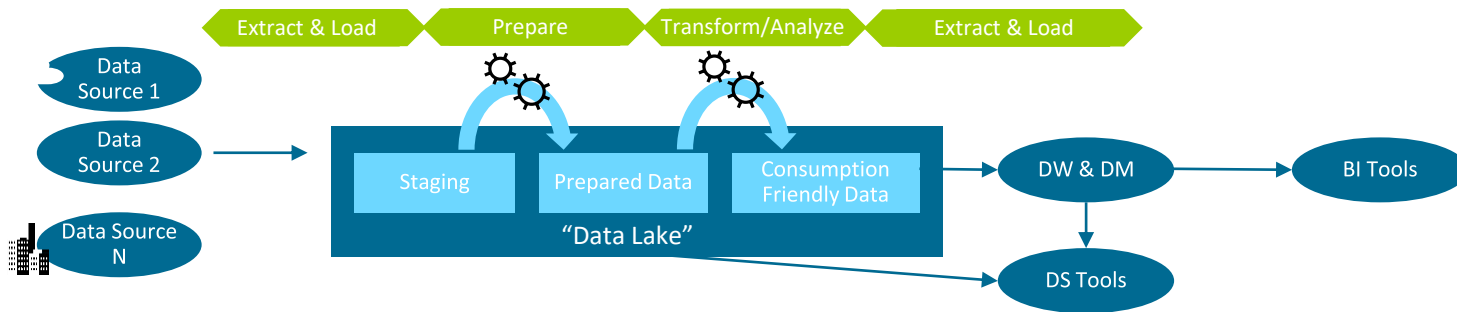 Extract & Load
Prepare
Transform/Analyze
Extract & Load
Data
Source 1
Data
Source 2
Data Source
N
Staging
Prepared Data
Consumption
Friendly Data
“Data Lake”
DW & DM
BI Tools
DS Tools